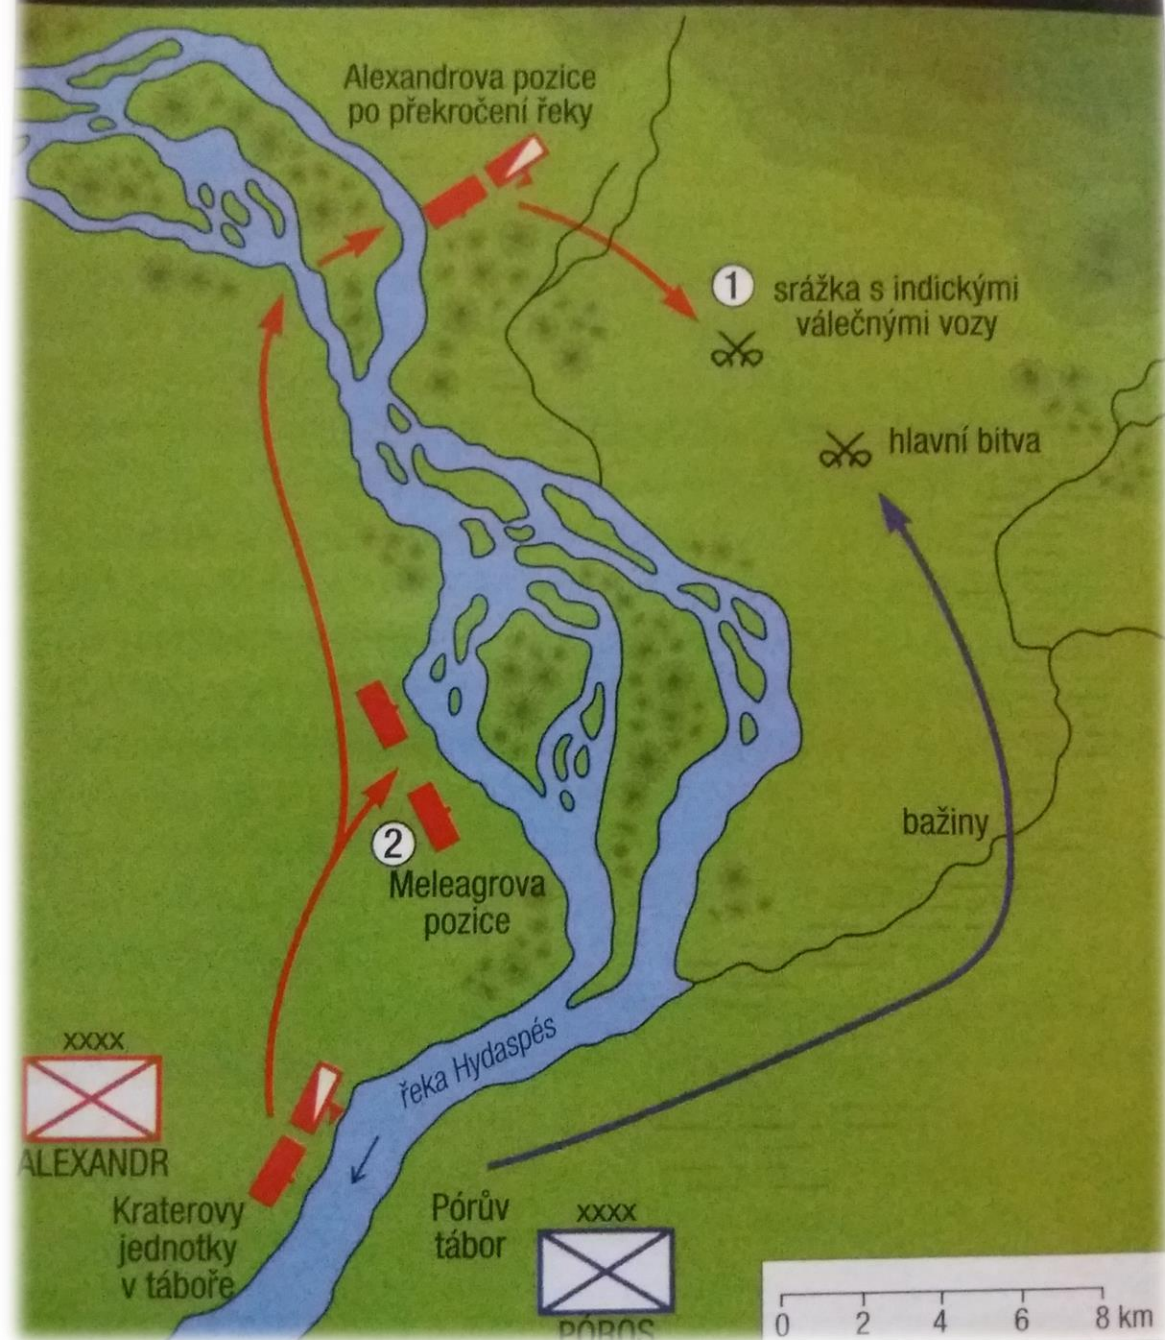 Alexandrova pozice
po překročení řeky
1
srážka s indickými
válečnými vozy
hlavní bitva
bažiny
2
Meleagrova
pozice
řeka Hydaspés
xxxx
ALEXANDR
Kraterovy
jednotky
v táboře
Pórův
tábor
xxxx
PÓROS
0 2 4 6 8 km